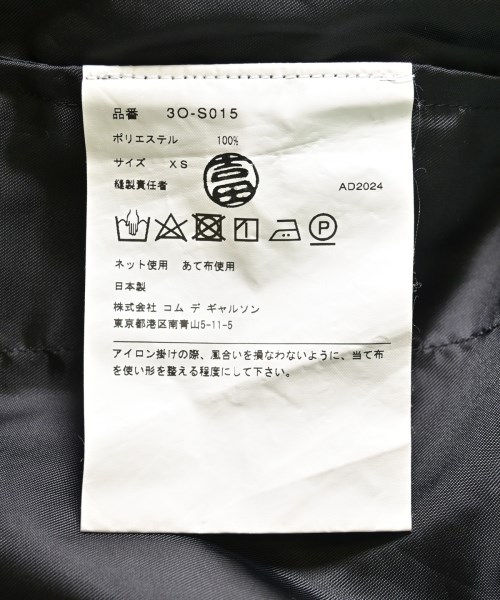 品番 3O-S015
ポリエステル 100%
サイズ XS
縫製責任者 吉田 AD2024
P
ネット使用 あて布使用
日本製
株式会社 コム デ ギャルソン
東京都港区南青山5-11-5
アイロン掛けの際、風合いを損なわないように、当て布
を使い形を整える程度にして下さい。